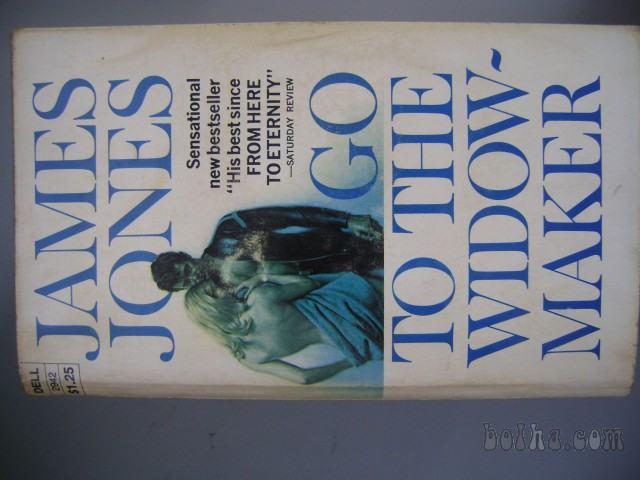 DELL
2942
$1.25
JAMES
JONES
Sensational
new bestseller
“His best since
FROM HERE
TO ETERNITY”
—SATURDAY REVIEW
GO
TO THE
WIDOW-
MAKER
bolha.com